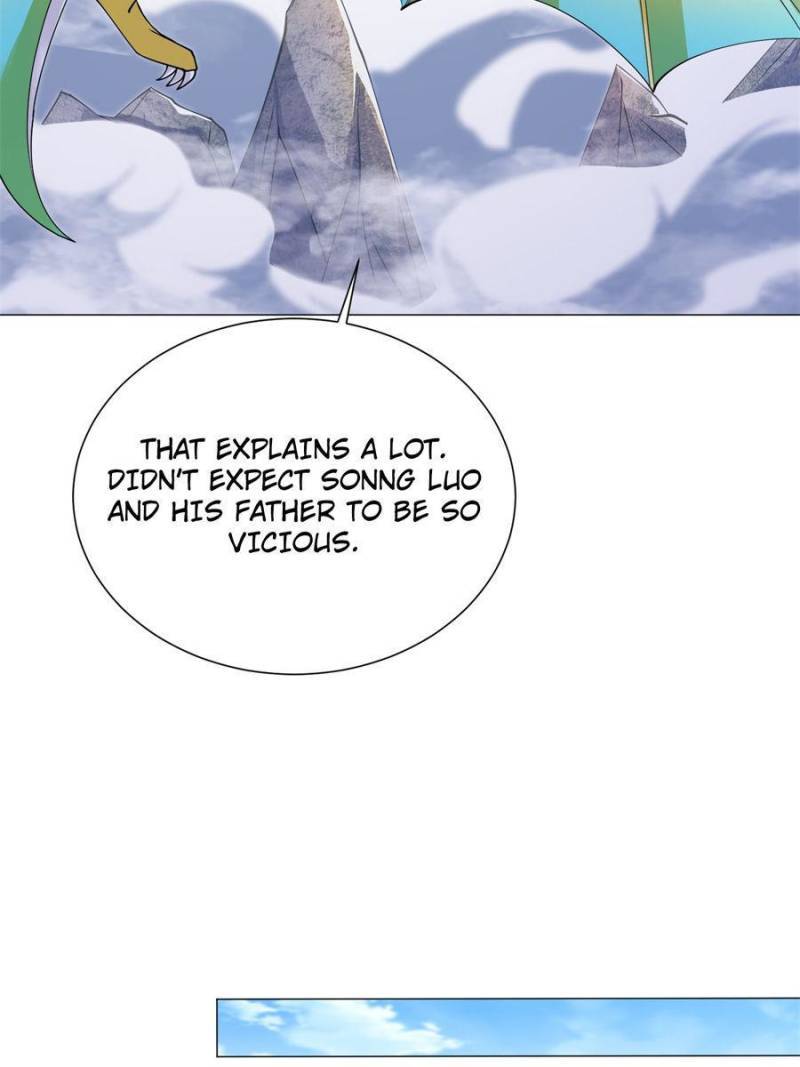 THAT EXPLAINS A LOT.
DIDN'T EXPECT SONNG LUO
AND HIS FATHER TO BE SO
VICIOUS.